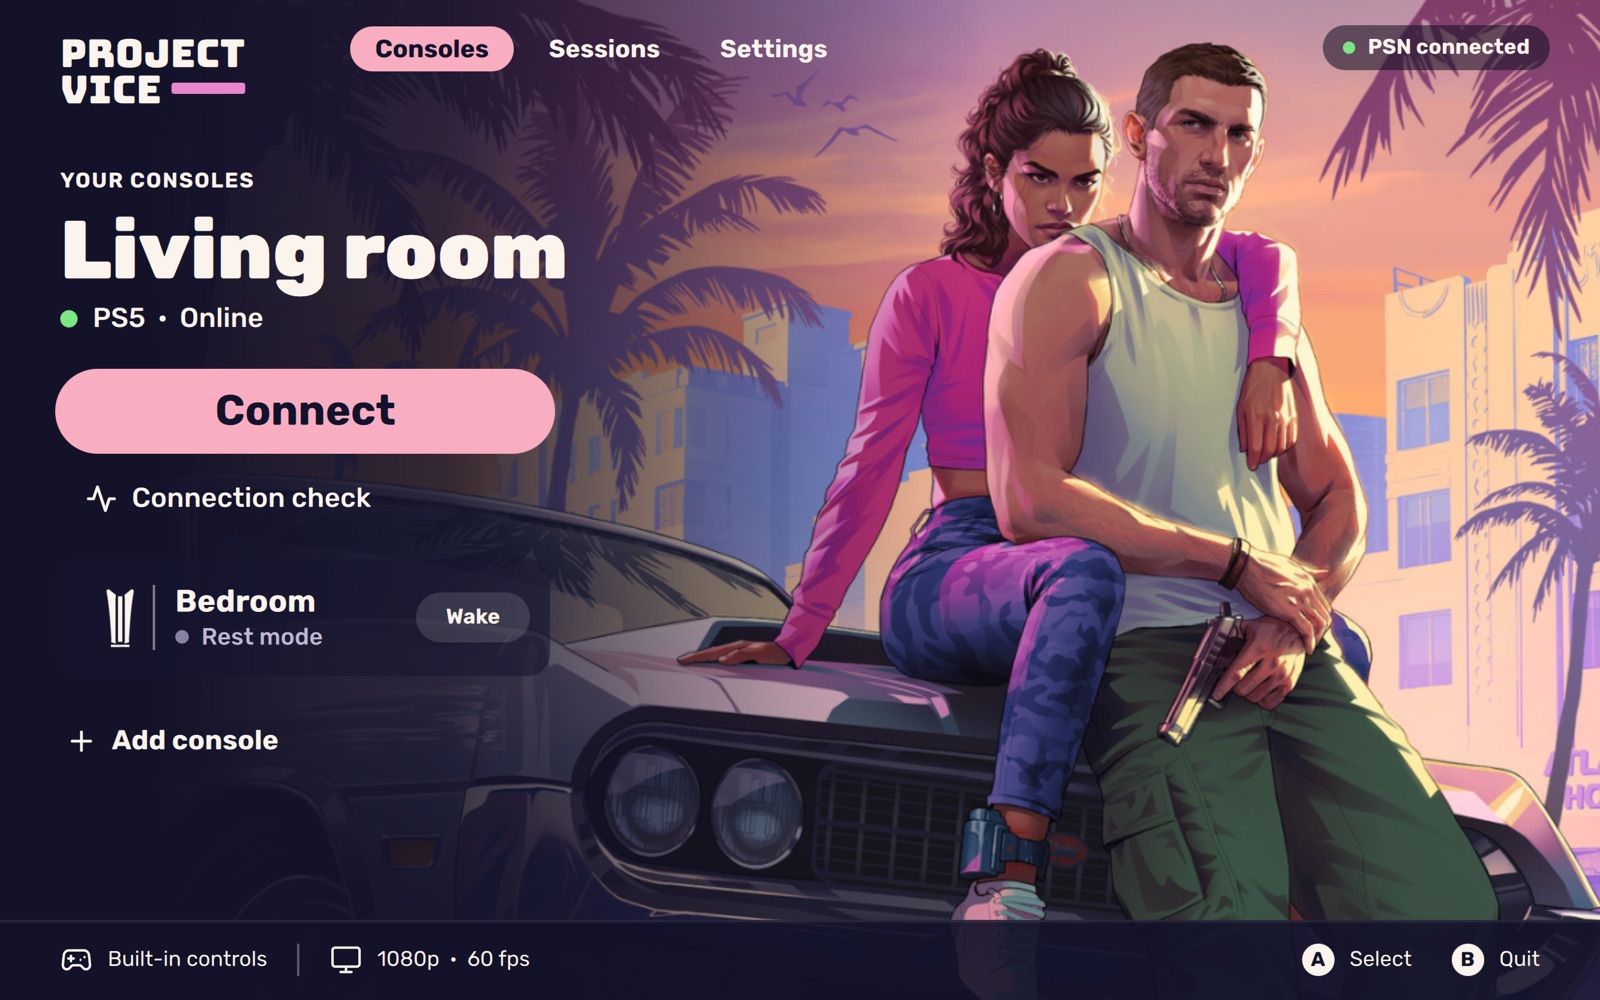 PROJECT
VICE
Consoles
Sessions
Settings
PSN connected
YOUR CONSOLES
Living room
PS5 • Online
Connect
Connection check
Bedroom
Rest mode
Wake
Add console
Built-in controls
1080p • 60 fps
A Select
B Quit